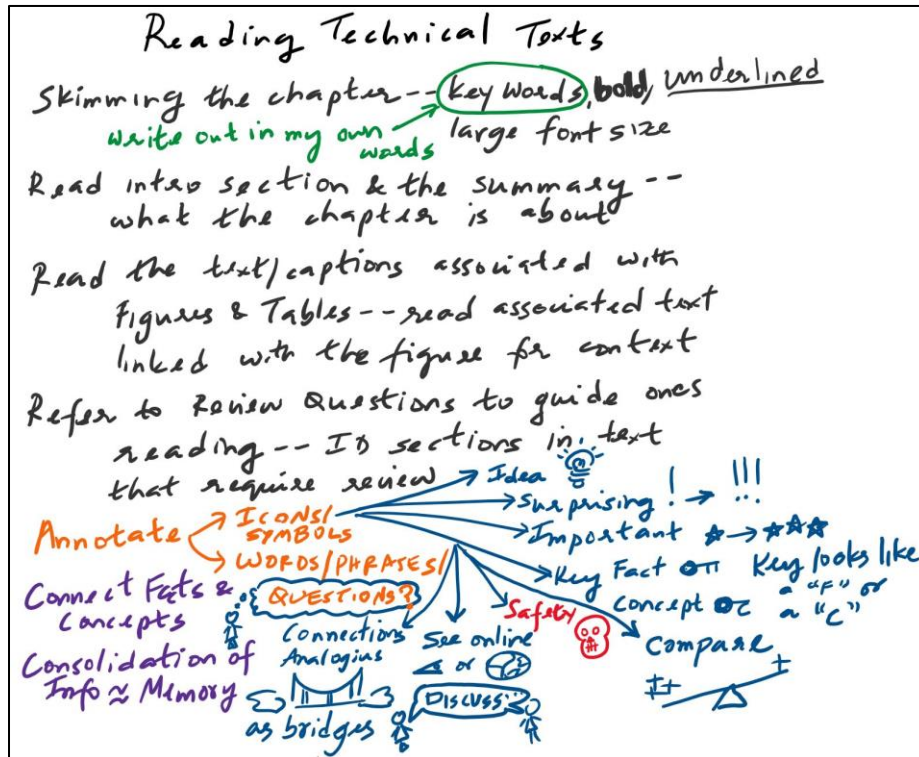 Reading Technical Texts
Skimming the chapter -- key words, bold, underlined
large font size
write out in my own words
Read intro section & the summary --
what the chapter is about
Read the text/captions associated with
Figures & Tables -- read associated text
linked with the figure for context
Refer to Review Questions to guide ones
reading -- ID sections in text
that require review
Annotate
ICONS/
SYMBOLS
WORDS/PHRASES/
QUESTIONS?
Idea
Surprising ! → !!!
Important ☆ → ☆☆☆
Key Fact
Concept
Key looks like
a "F" or
a "C"
Compare
Safety
See online
or
DISCUSS
Connections
Analogius
as bridges
Connect Facts &
Concepts
Consolidation of
Info ≈ Memory